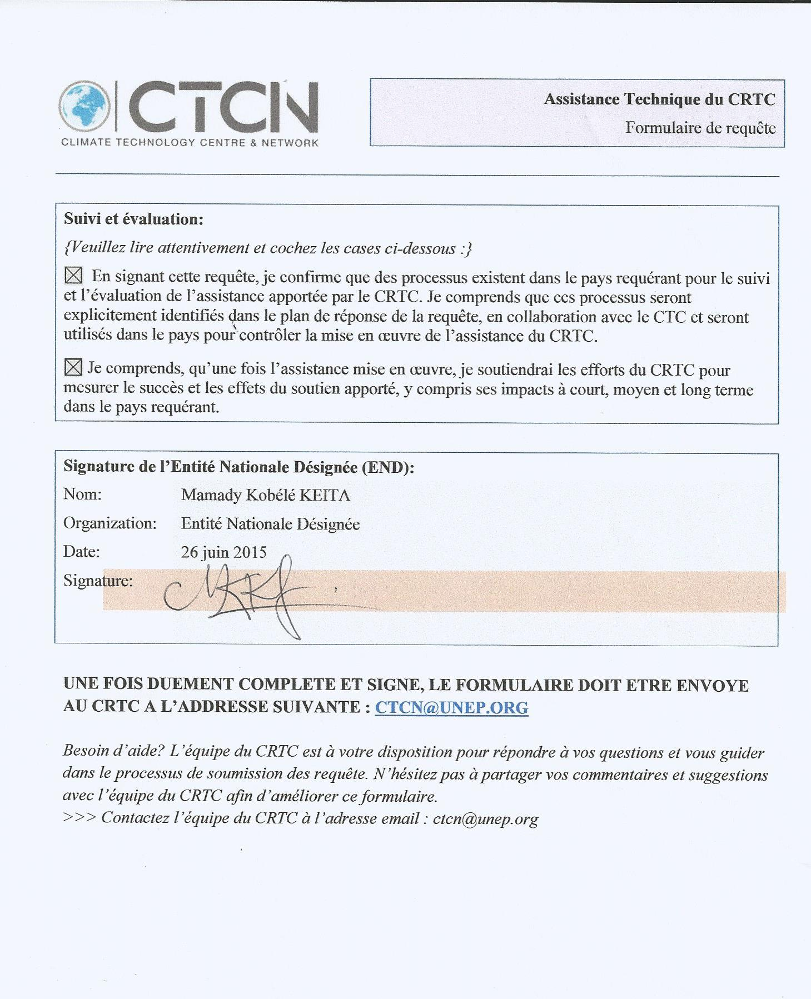 CTCN
CLIMATE TECHNOLOGY CENTRE & NETWORK
Assistance Technique du CRTC
Formulaire de requête
Suivi et évaluation:
{Veuillez lire attentivement et cochez les cases ci-dessous :}
☒ En signant cette requête, je confirme que des processus existent dans le pays requérant pour le suivi
et l’évaluation de l’assistance apportée par le CRTC. Je comprends que ces processus seront
explicitement identifiés dans le plan de réponse de la requête, en collaboration avec le CTC et seront
utilisés dans le pays pour contrôler la mise en œuvre de l’assistance du CRTC.
☒ Je comprends, qu’une fois l’assistance mise en œuvre, je soutiendrai les efforts du CRTC pour
mesurer le succès et les effets du soutien apporté, y compris ses impacts à court, moyen et long terme
dans le pays requérant.
Signature de l’Entité Nationale Désignée (END):
Nom: Mamady Kobélé KEITA
Organization: Entité Nationale Désignée
Date: 26 juin 2015
Signature:
UNE FOIS DUEMENT COMPLETE ET SIGNE, LE FORMULAIRE DOIT ETRE ENVOYE
AU CRTC A L’ADDRESSE SUIVANTE : CTCN@UNEP.ORG
Besoin d’aide? L’équipe du CRTC est à votre disposition pour répondre à vos questions et vous guider
dans le processus de soumission des requête. N’hésitez pas à partager vos commentaires et suggestions
avec l’équipe du CRTC afin d’améliorer ce formulaire.
>>> Contactez l’équipe du CRTC à l’adresse email : ctcn@unep.org